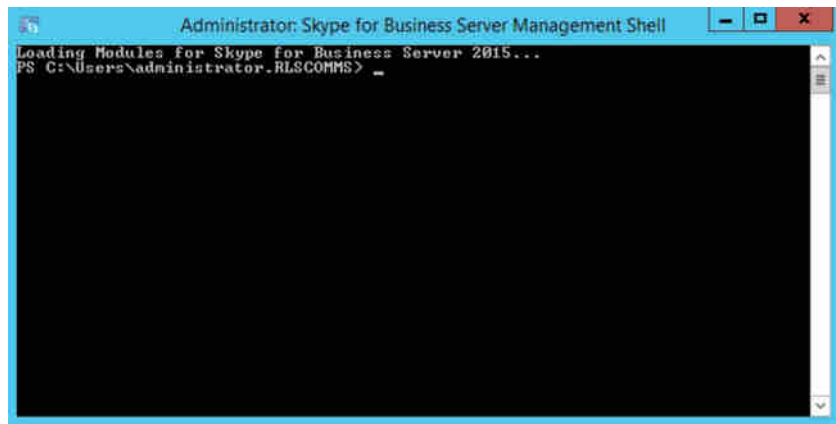 Administrator: Skype for Business Server Management Shell
Loading Modules for Skype for Business Server 2015...
PS C:\Users\administrator.RLSCOMMS> _